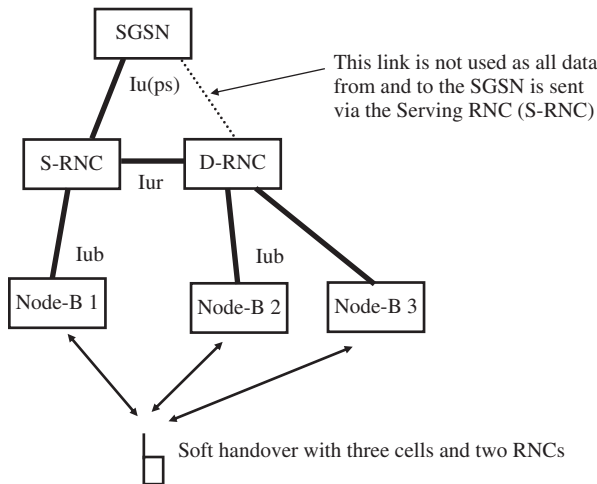 SGSN
This link is not used as all data
from and to the SGSN is sent
via the Serving RNC (S-RNC)
Iu(ps)
S-RNC
D-RNC
Iur
Iub
Iub
Node-B 1
Node-B 2
Node-B 3
Soft handover with three cells and two RNCs